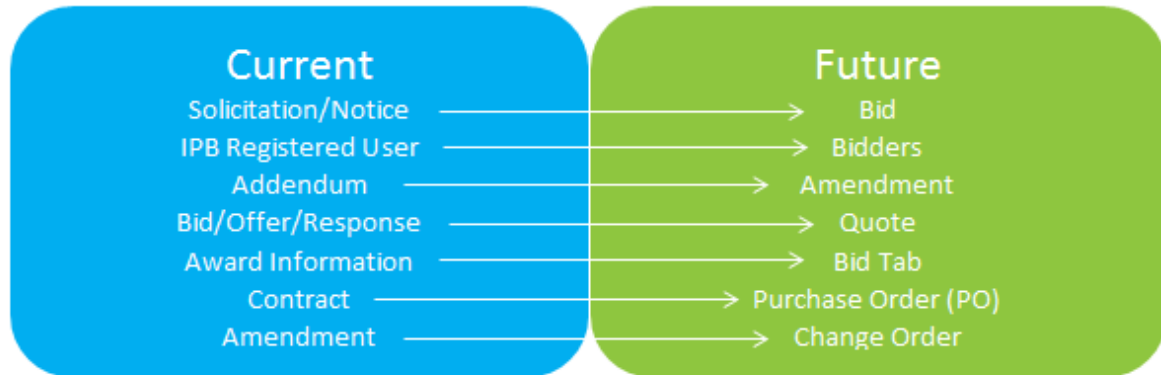 Current
Solicitation/Notice
IPB Registered User
Addendum
Bid/Offer/Response
Award Information
Contract
Amendment
Future
Bid
Bidders
Amendment
Quote
Bid Tab
Purchase Order (PO)
Change Order